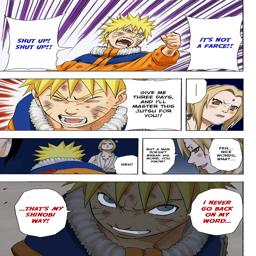 IT'S NOT
A FARCE!!
SHUT UP!
SHUT UP!!
GIVE ME
THREE DAYS,
AND I'LL
MASTER THIS
JUTSU FOR
YOU!!
FEH...
NICE
WORDS,
BRAT...
BUT A MAN
DOESN'T
BREAK HIS
WORD, YOU
KNOW!
HEH!
I NEVER
GO BACK
ON MY
WORD...
...THAT'S MY
SHINOBI
WAY!